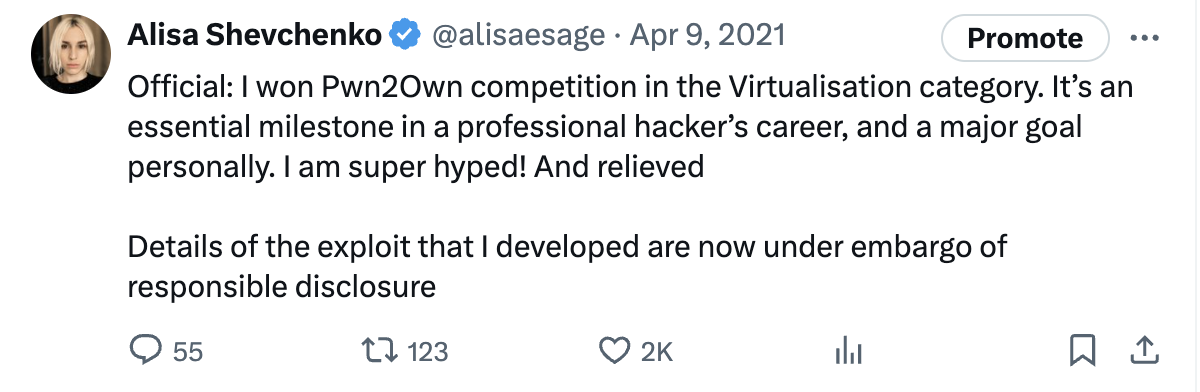 Alisa Shevchenko @alisaesage · Apr 9, 2021 Promote
Official: I won Pwn2Own competition in the Virtualisation category. It’s an
essential milestone in a professional hacker’s career, and a major goal
personally. I am super hyped! And relieved
Details of the exploit that I developed are now under embargo of
responsible disclosure
55 123 2K